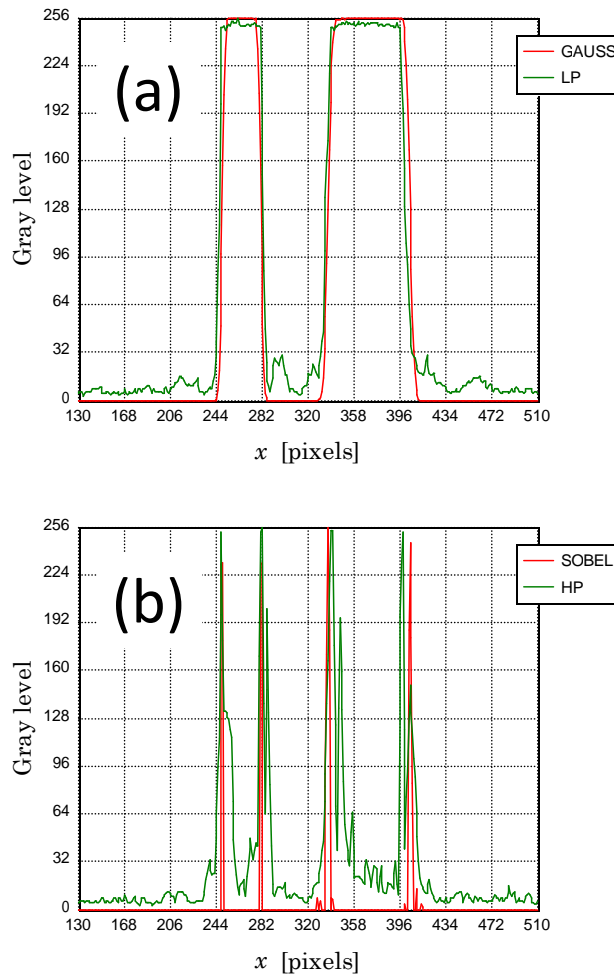 256
224
192
160
128
96
64
32
0
Gray level
(a)
GAUSS
LP
130 168 206 244 282 320 358 396 434 472 510
x [pixels]
256
224
192
160
128
96
64
32
0
Gray level
(b)
SOBEL
HP
130 168 206 244 282 320 358 396 434 472 510
x [pixels]